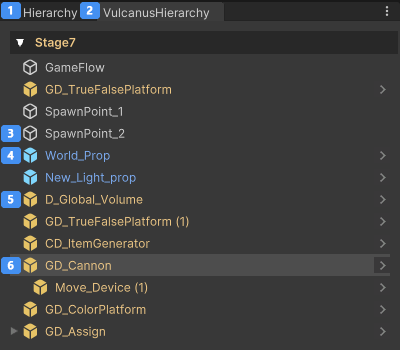 1 Hierarchy 2 VulcanusHierarchy
Stage7
GameFlow
GD_TrueFalsePlatform
SpawnPoint_1
3 SpawnPoint_2
4 World_Prop
New_Light_prop
5 D_Global_Volume
GD_TrueFalsePlatform (1)
CD_ItemGenerator
6 GD_Cannon
Move_Device (1)
GD_ColorPlatform
GD_Assign